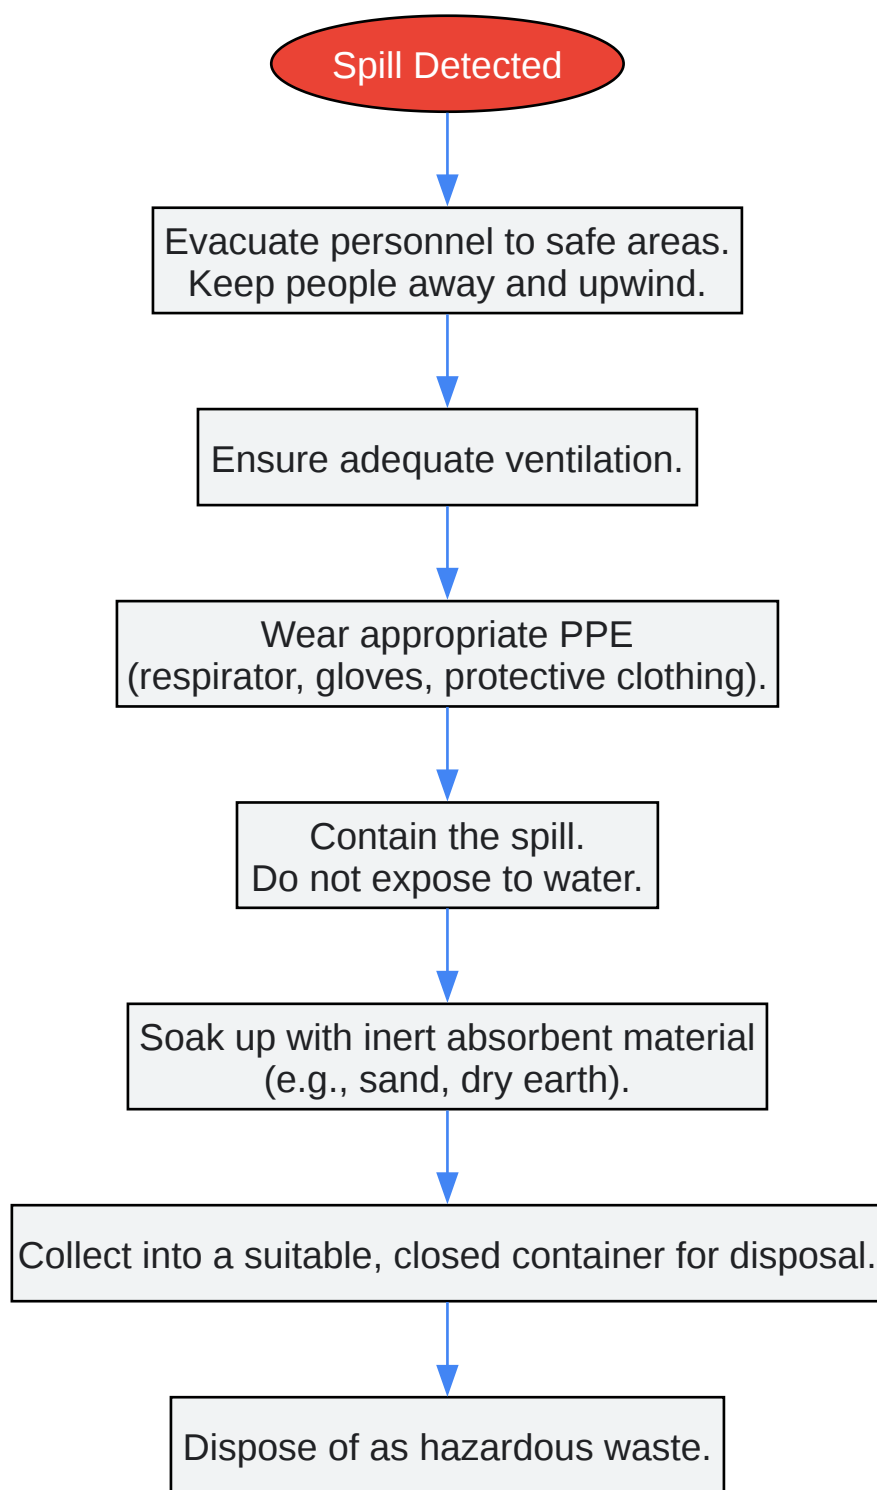 Spill Detected
Evacuate personnel to safe areas.
Keep people away and upwind.
Ensure adequate ventilation.
Wear appropriate PPE
(respirator, gloves, protective clothing).
Contain the spill.
Do not expose to water.
Soak up with inert absorbent material
(e.g., sand, dry earth).
Collect into a suitable, closed container for disposal.
Dispose of as hazardous waste.